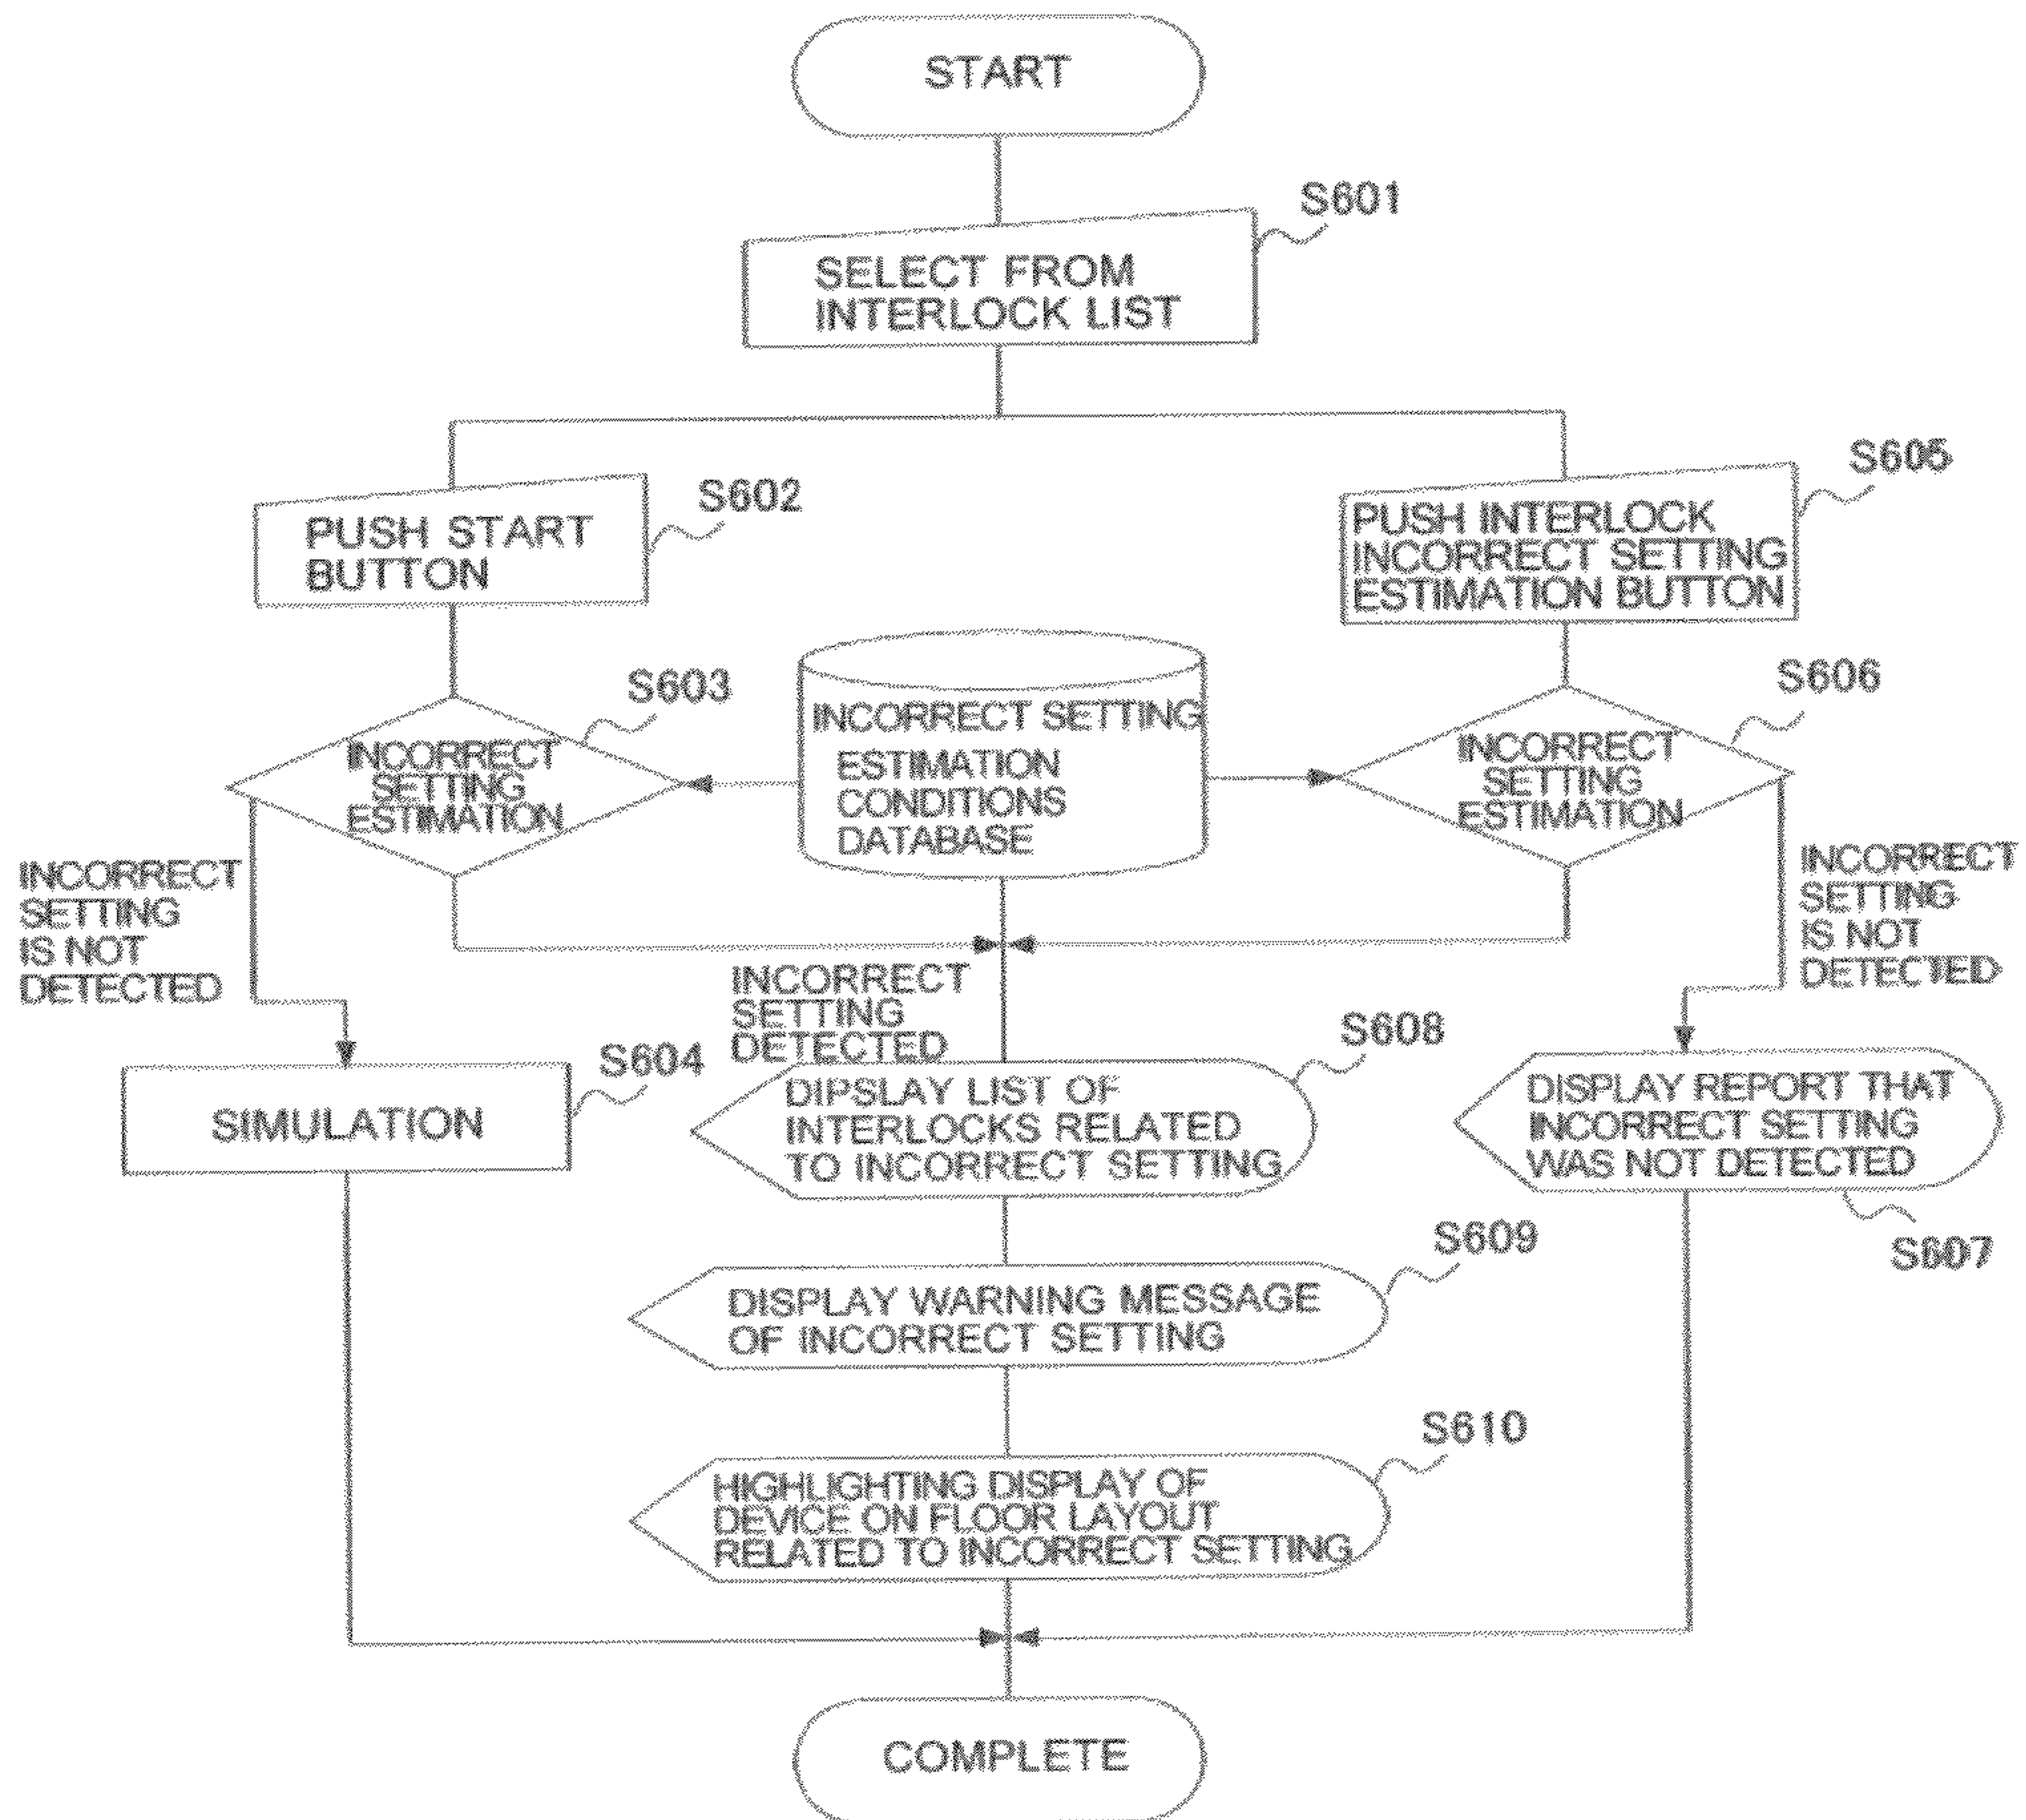 START
S601
SELECT FROM
INTERLOCK LIST
S602
PUSH START
BUTTON
S605
PUSH INTERLOCK
INCORRECT SETTING
ESTIMATION BUTTON
S603
INCORRECT
SETTING
ESTIMATION
INCORRECT SETTING
ESTIMATION
CONDITIONS
DATABASE
S606
INCORRECT
SETTING
ESTIMATION
INCORRECT
SETTING
IS NOT
DETECTED
INCORRECT
SETTING
DETECTED
INCORRECT
SETTING
IS NOT
DETECTED
S604
SIMULATION
S608
DIPSLAY LIST OF
INTERLOCKS RELATED
TO INCORRECT SETTING
DISPLAY REPORT THAT
INCORRECT SETTING
WAS NOT DETECTED
S607
S609
DISPLAY WARNING MESSAGE
OF INCORRECT SETTING
S610
HIGHLIGHTING DISPLAY OF
DEVICE ON FLOOR LAYOUT
RELATED TO INCORRECT SETTING
COMPLETE